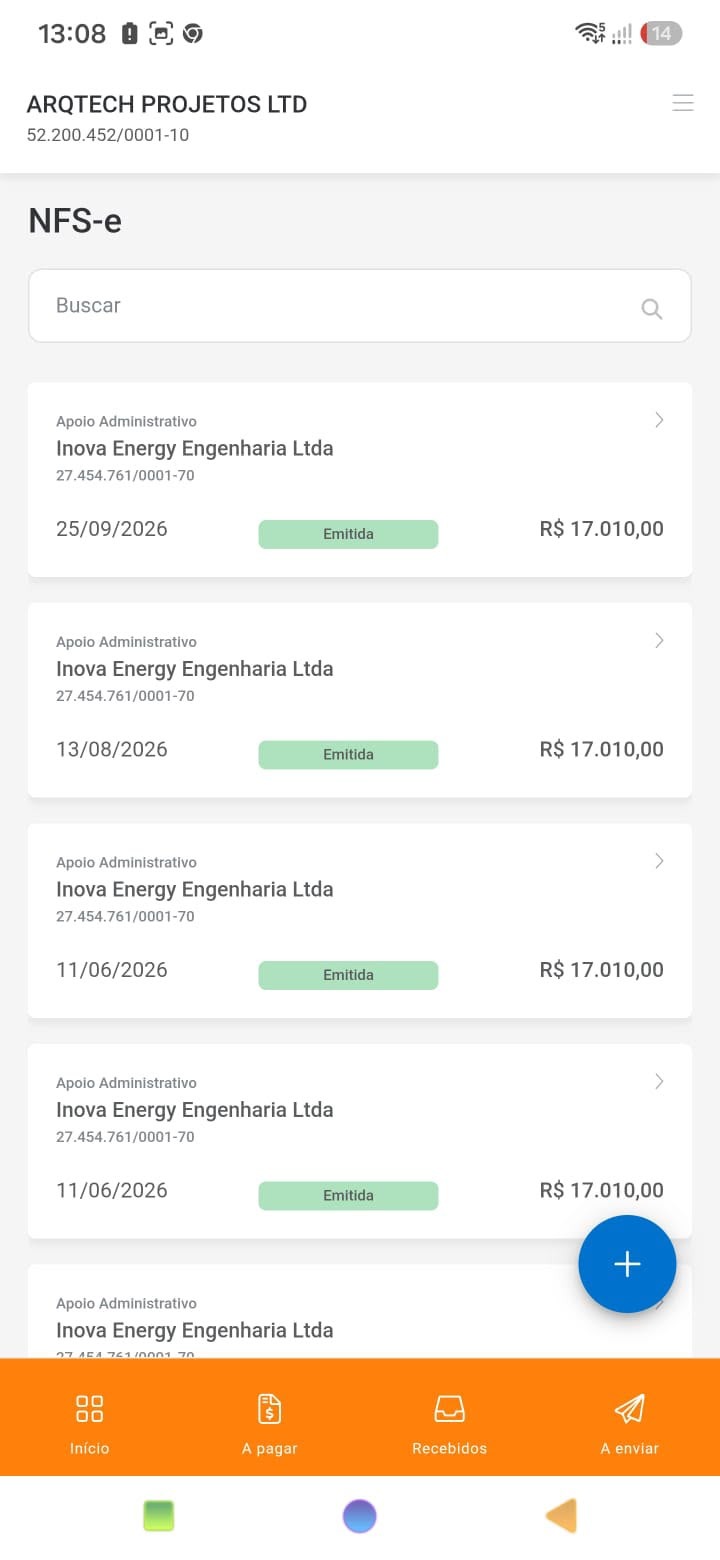 13:08
5
14
ARQTECH PROJETOS LTD
52.200.452/0001-10
NFS-e
Buscar
Apoio Administrativo
Inova Energy Engenharia Ltda
27.454.761/0001-70
25/09/2026 Emitida R$ 17.010,00
Apoio Administrativo
Inova Energy Engenharia Ltda
27.454.761/0001-70
13/08/2026 Emitida R$ 17.010,00
Apoio Administrativo
Inova Energy Engenharia Ltda
27.454.761/0001-70
11/06/2026 Emitida R$ 17.010,00
Apoio Administrativo
Inova Energy Engenharia Ltda
27.454.761/0001-70
11/06/2026 Emitida R$ 17.010,00
Apoio Administrativo
Inova Energy Engenharia Ltda
Início A pagar Recebidos A enviar